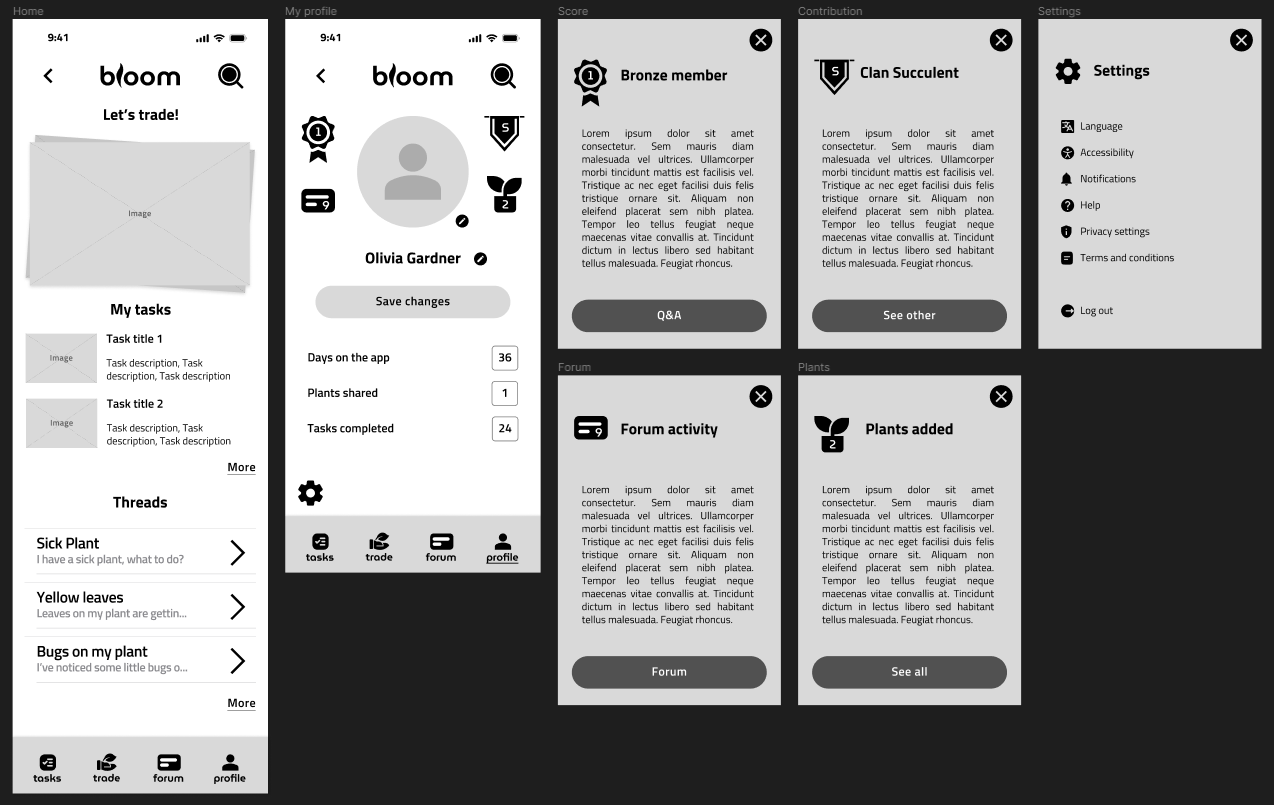 Home
9:41
bloom
Let's trade!
Image
My tasks
Image
Task title 1
Task description, Task
description, Task description
Image
Task title 2
Task description, Task
description, Task description
More
Threads
Sick Plant
I have a sick plant, what to do?
Yellow leaves
Leaves on my plant are gettin...
Bugs on my plant
I've noticed some little bugs o...
More
tasks
trade
forum
profile
My profile
9:41
bloom
1
S
9
2
Olivia Gardner
Save changes
Days on the app
36
Plants shared
1
Tasks completed
24
tasks
trade
forum
profile
Score
1
Bronze member
Lorem ipsum dolor sit amet
consectetur. Sem mauris diam
malesuada vel ultrices. Ullamcorper
morbi tincidunt mattis est facilisis vel.
Tristique ac nec eget facilisi duis felis
tristique ornare sit. Aliquam non
eleifend placerat sem nibh platea.
Tempor leo tellus feugiat neque
maecenas vitae convallis at. Tincidunt
dictum in lectus libero sed habitant
tellus malesuada. Feugiat rhoncus.
Q&A
Contribution
S
Clan Succulent
Lorem ipsum dolor sit amet
consectetur. Sem mauris diam
malesuada vel ultrices. Ullamcorper
morbi tincidunt mattis est facilisis vel.
Tristique ac nec eget facilisi duis felis
tristique ornare sit. Aliquam non
eleifend placerat sem nibh platea.
Tempor leo tellus feugiat neque
maecenas vitae convallis at. Tincidunt
dictum in lectus libero sed habitant
tellus malesuada. Feugiat rhoncus.
See other
Settings
Settings
Language
Accessibility
Notifications
Help
Privacy settings
Terms and conditions
Log out
Forum
9
Forum activity
Lorem ipsum dolor sit amet
consectetur. Sem mauris diam
malesuada vel ultrices. Ullamcorper
morbi tincidunt mattis est facilisis vel.
Tristique ac nec eget facilisi duis felis
tristique ornare sit. Aliquam non
eleifend placerat sem nibh platea.
Tempor leo tellus feugiat neque
maecenas vitae convallis at. Tincidunt
dictum in lectus libero sed habitant
tellus malesuada. Feugiat rhoncus.
Forum
Plants
2
Plants added
Lorem ipsum dolor sit amet
consectetur. Sem mauris diam
malesuada vel ultrices. Ullamcorper
morbi tincidunt mattis est facilisis vel.
Tristique ac nec eget facilisi duis felis
tristique ornare sit. Aliquam non
eleifend placerat sem nibh platea.
Tempor leo tellus feugiat neque
maecenas vitae convallis at. Tincidunt
dictum in lectus libero sed habitant
tellus malesuada. Feugiat rhoncus.
See all